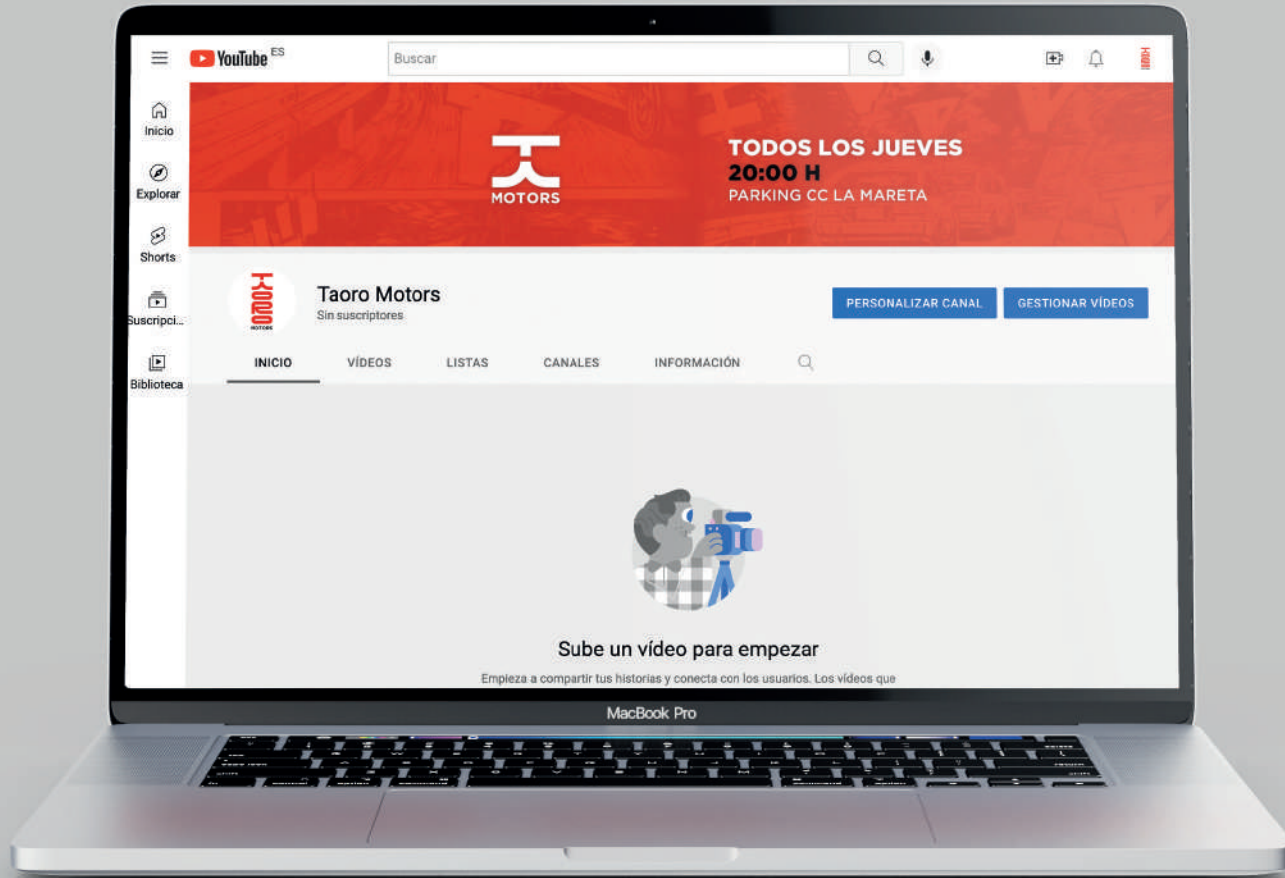 YouTube ES
Buscar
Inicio
Explorar
Shorts
Suscripci...
Biblioteca
MOTORS
TODOS LOS JUEVES
20:00 H
PARKING CC LA MARETA
TAORO
MOTORS
Taoro Motors
Sin suscriptores
PERSONALIZAR CANAL
GESTIONAR VÍDEOS
INICIO
VÍDEOS
LISTAS
CANALES
INFORMACIÓN
Sube un vídeo para empezar
Empieza a compartir tus historias y conecta con los usuarios. Los vídeos que
MacBook Pro